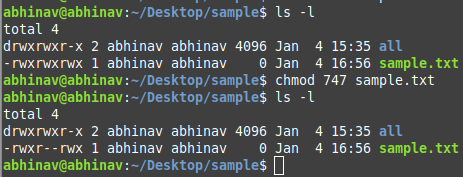 abhinav@abhinav:~/Desktop/sample$ ls -l
total 4
drwxrwxr-x 2 abhinav abhinav 4096 Jan  4 15:35 all
-rwxrwxrwx 1 abhinav abhinav    0 Jan  4 16:56 sample.txt
abhinav@abhinav:~/Desktop/sample$ chmod 747 sample.txt
abhinav@abhinav:~/Desktop/sample$ ls -l
total 4
drwxrwxr-x 2 abhinav abhinav 4096 Jan  4 15:35 all
-rwxr--rwx 1 abhinav abhinav    0 Jan  4 16:56 sample.txt
abhinav@abhinav:~/Desktop/sample$